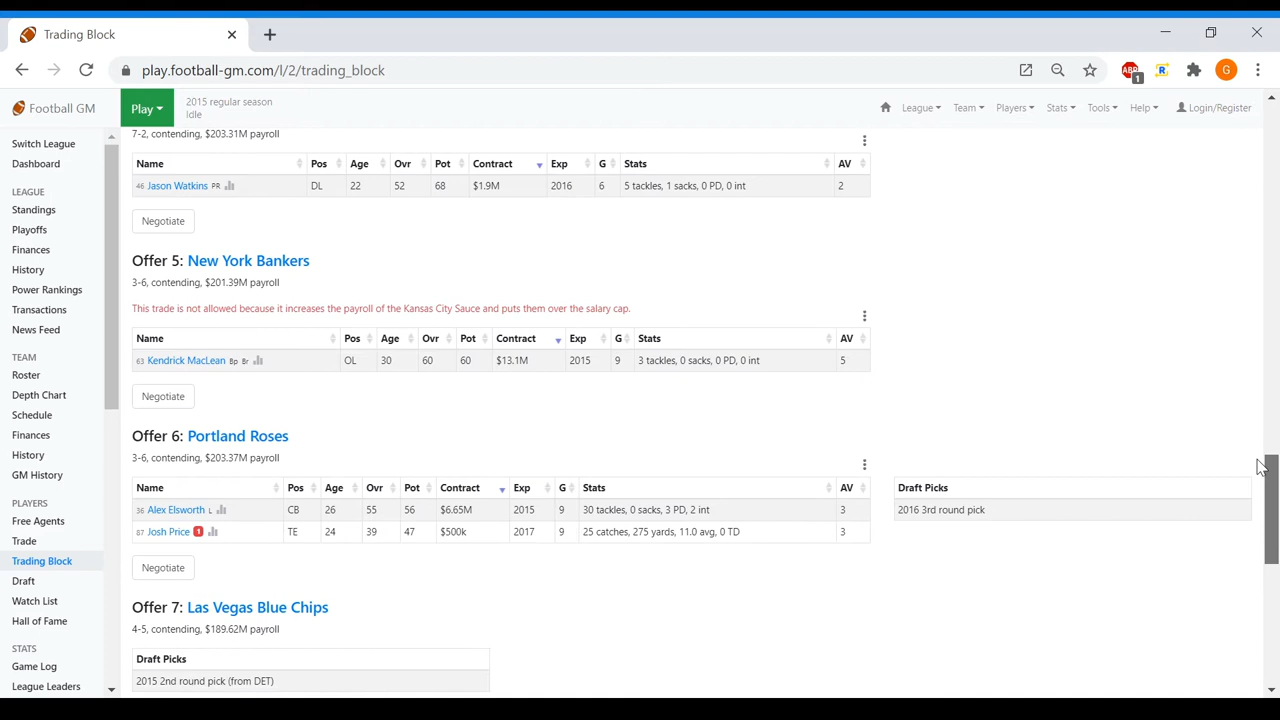 Trading Block
play.football-gm.com/l/2/trading_block
ABP
1
R
G
Football GM
Play
2015 regular season
Idle
League
Team
Players
Stats
Tools
Help
Login/Register
Switch League
Dashboard
LEAGUE
Standings
Playoffs
Finances
History
Power Rankings
Transactions
News Feed
TEAM
Roster
Depth Chart
Schedule
Finances
History
GM History
PLAYERS
Free Agents
Trade
Trading Block
Draft
Watch List
Hall of Fame
STATS
Game Log
League Leaders
7-2, contending, $203.31M payroll
Name Pos Age Ovr Pot Contract Exp G Stats AV
46 Jason Watkins PR DL 22 52 68 $1.9M 2016 6 5 tackles, 1 sacks, 0 PD, 0 int 2
Negotiate
Offer 5: New York Bankers
3-6, contending, $201.39M payroll
This trade is not allowed because it increases the payroll of the Kansas City Sauce and puts them over the salary cap.
Name Pos Age Ovr Pot Contract Exp G Stats AV
63 Kendrick MacLean Bp Br OL 30 60 60 $13.1M 2015 9 3 tackles, 0 sacks, 0 PD, 0 int 5
Negotiate
Offer 6: Portland Roses
3-6, contending, $203.37M payroll
Name Pos Age Ovr Pot Contract Exp G Stats AV
36 Alex Elsworth L CB 26 55 56 $6.65M 2015 9 30 tackles, 0 sacks, 3 PD, 2 int 3
87 Josh Price 1 TE 24 39 47 $500k 2017 9 25 catches, 275 yards, 11.0 avg, 0 TD 3
Draft Picks
2016 3rd round pick
Negotiate
Offer 7: Las Vegas Blue Chips
4-5, contending, $189.62M payroll
Draft Picks
2015 2nd round pick (from DET)